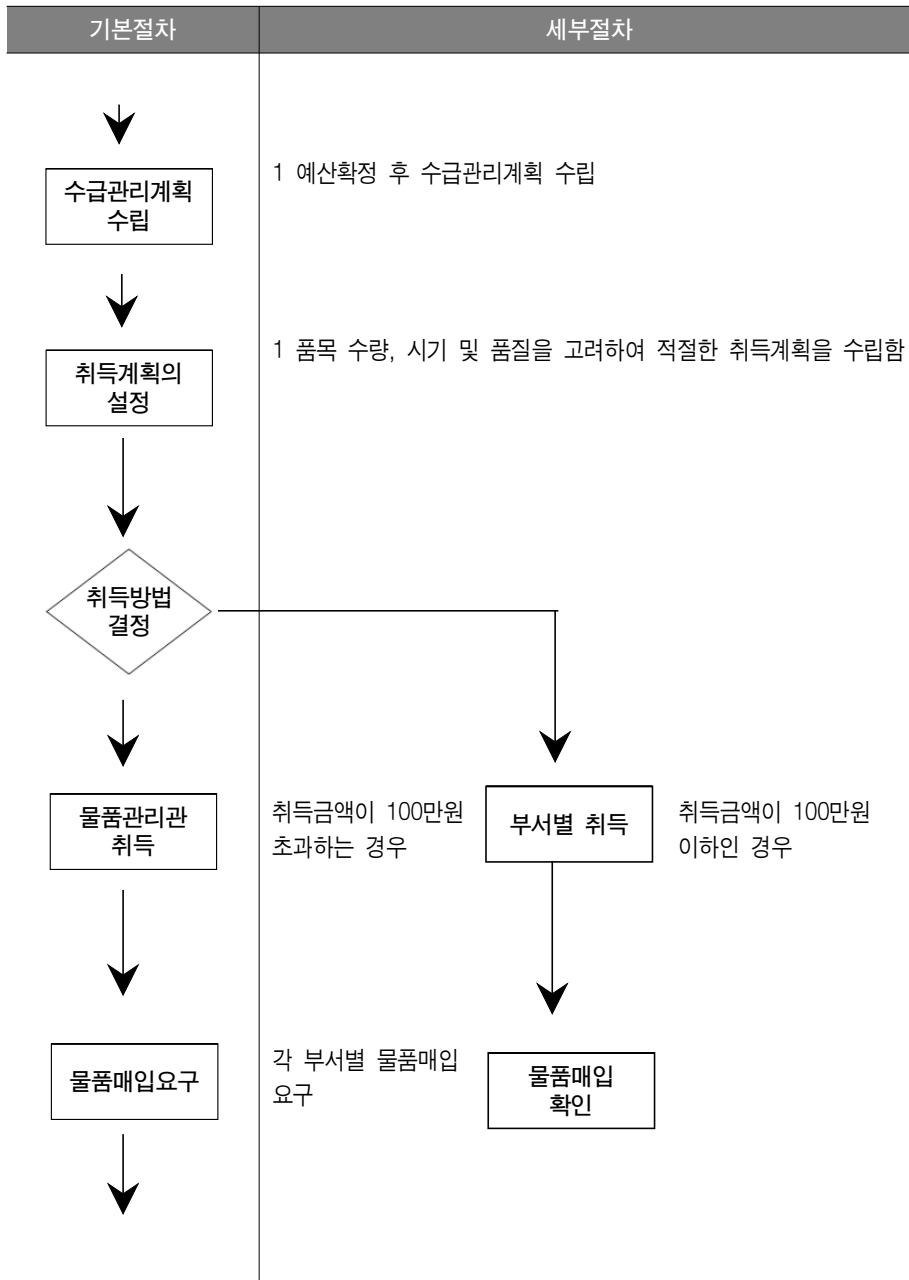 기본절차
세부절차
수급관리계획
수립
1 예산확정 후 수급관리계획 수립
취득계획의
설정
1 품목 수량, 시기 및 품질을 고려하여 적절한 취득계획을 수립함
취득방법
결정
물품관리관
취득
취득금액이 100만원
초과하는 경우
부서별 취득
취득금액이 100만원
이하인 경우
물품매입요구
각 부서별 물품매입
요구
물품매입
확인